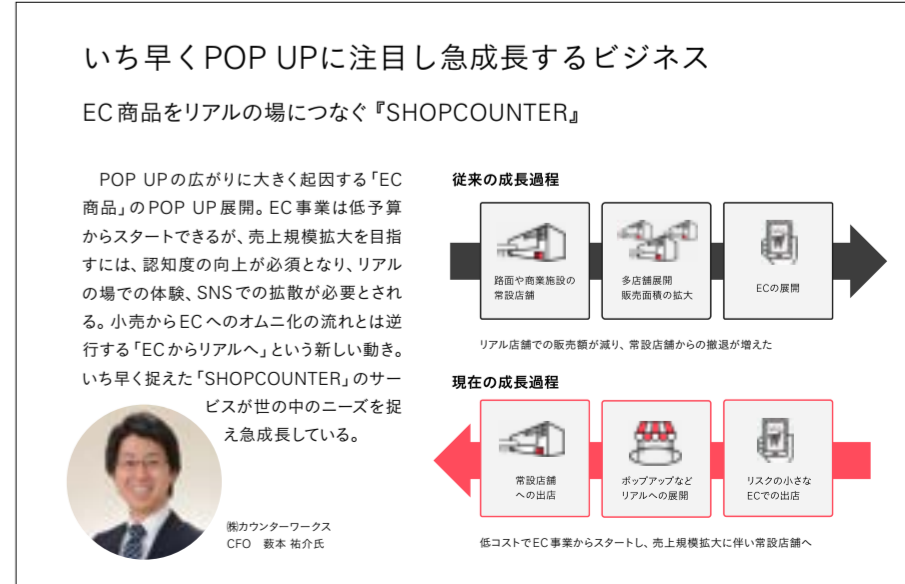 いち早くPOP UPに注目し急成長するビジネス
EC商品をリアルの場につなぐ『SHOPCOUNTER』
POP UPの広がりに大きく起因する「EC
商品」のPOP UP展開。EC事業は低予算
からスタートできるが、売上規模拡大を目指
すには、認知度の向上が必須となり、リアル
の場での体験、SNSでの拡散が必要とされ
る。小売からECへのオムニ化の流れとは逆
行する「ECからリアルへ」という新しい動き。
いち早く捉えた「SHOPCOUNTER」のサー
ビスが世の中のニーズを捉
え急成長している。
㈱カウンターワークス
CFO 薮本 祐介氏
従来の成長過程
路面や商業施設の
常設店舗
多店舗展開
販売面積の拡大
ECの展開
リアル店舗での販売額が減り、常設店舗からの撤退が増えた
現在の成長過程
常設店舗
への出店
ポップアップなど
リアルへの展開
リスクの小さな
ECでの出店
低コストでEC事業からスタートし、売上規模拡大に伴い常設店舗へ